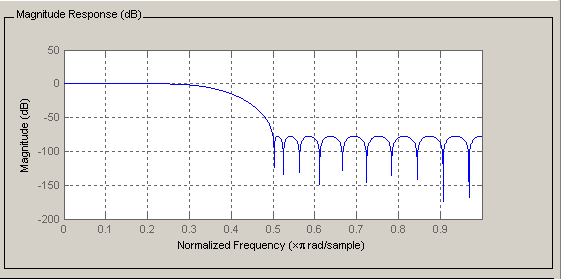 Magnitude Response (dB)
50
0
-50
-100
-150
-200
Magnitude (dB)
0 0.1 0.2 0.3 0.4 0.5 0.6 0.7 0.8 0.9
Normalized Frequency (×π rad/sample)